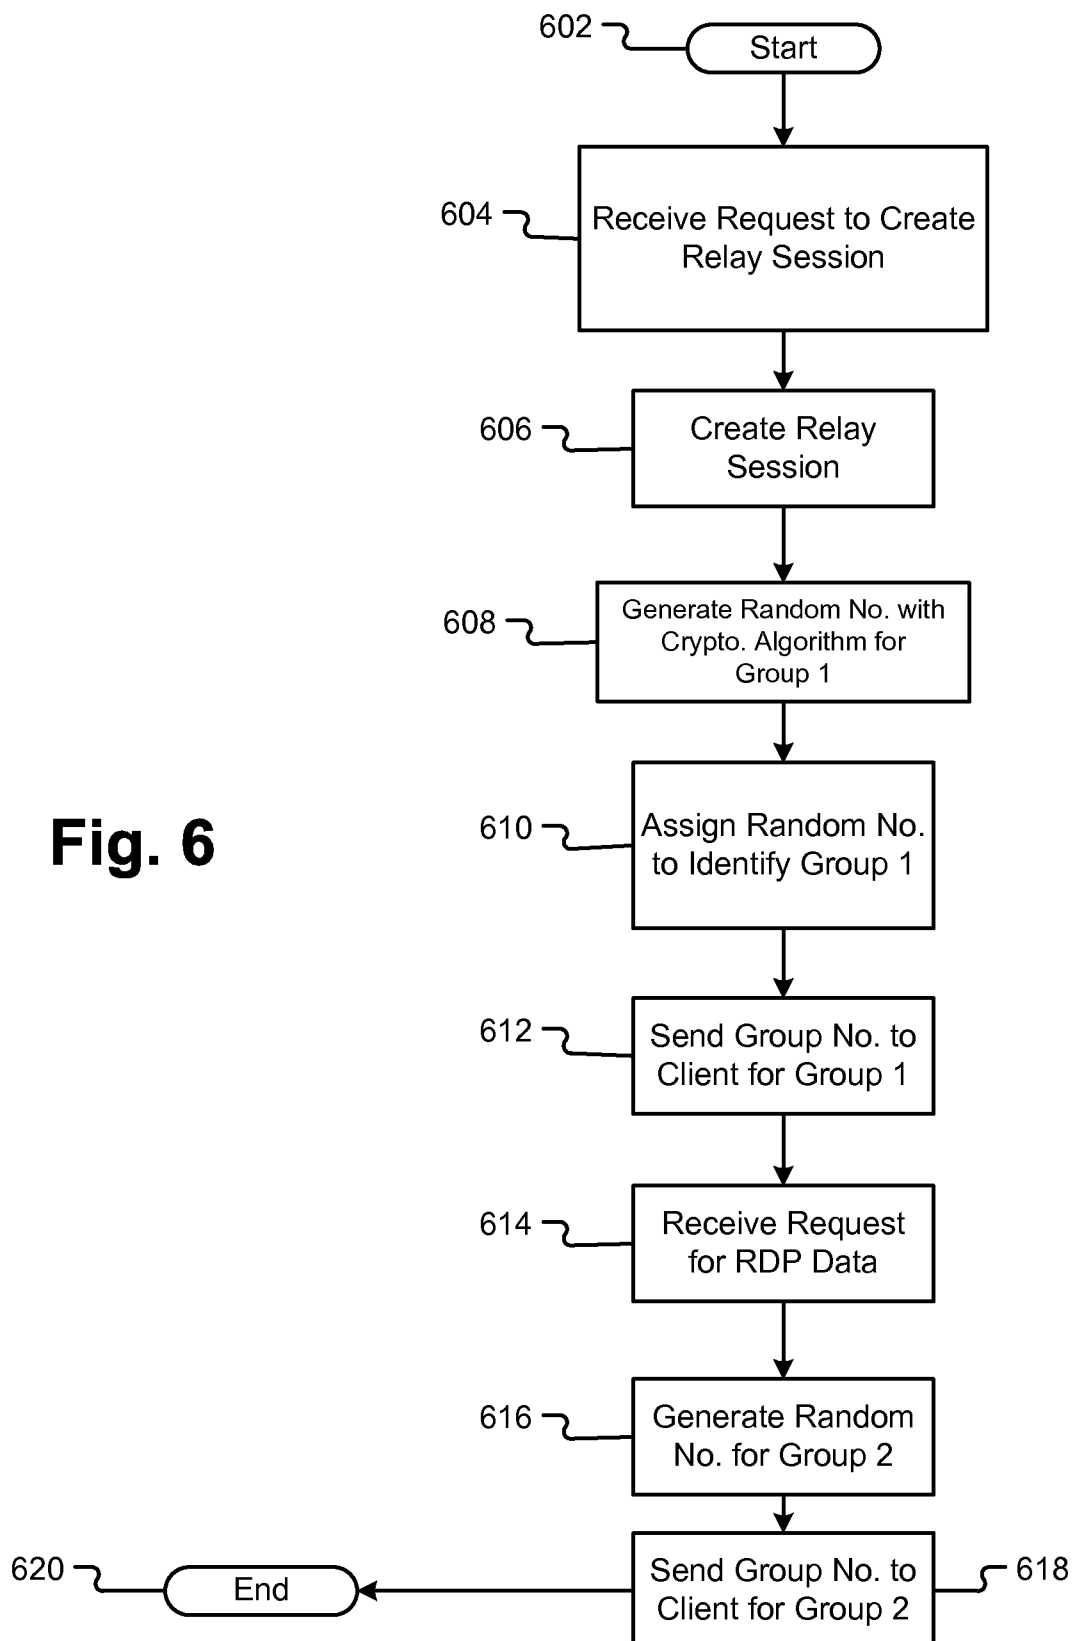 602
Start
604
Receive Request to Create
Relay Session
606
Create Relay
Session
608
Generate Random No. with
Crypto. Algorithm for
Group 1
Fig. 6
610
Assign Random No.
to Identify Group 1
612
Send Group No. to
Client for Group 1
614
Receive Request
for RDP Data
616
Generate Random
No. for Group 2
620
End
Send Group No. to
Client for Group 2
618